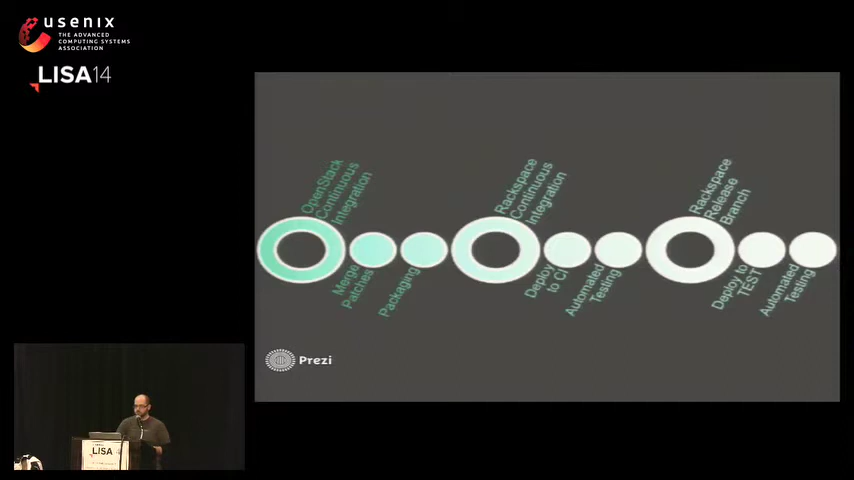 usenix
THE ADVANCED
COMPUTING SYSTEMS
ASSOCIATION
LISA14
OpenStack
Continuous
Integration
Merge
Patches
Packaging
Rackspace
Continuous
Integration
Deploy
to CI
Automated
Testing
Rackspace
Release
Branch
Deploy to
TEST
Automated
Testing
Prezi
LISA